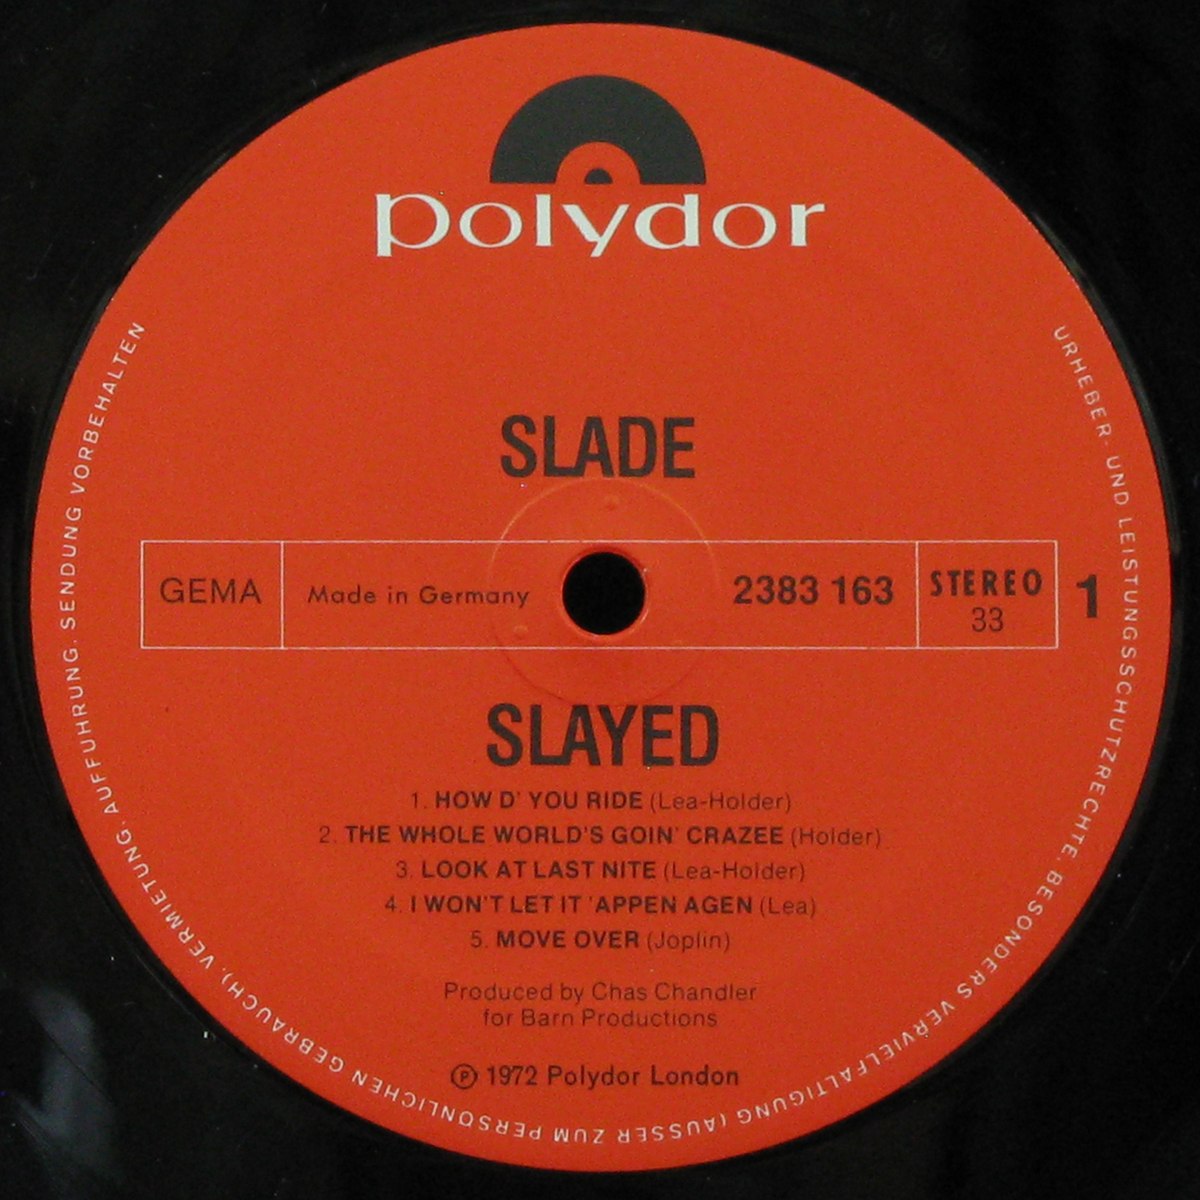 polydor
SLADE
GEMA
Made in Germany
2383 163
STEREO
33
1
SLAYED
1. HOW D' YOU RIDE (Lea-Holder)
2. THE WHOLE WORLD'S GOIN' CRAZEE (Holder)
3. LOOK AT LAST NITE (Lea-Holder)
4. I WON'T LET IT 'APPEN AGEN (Lea)
5. MOVE OVER (Joplin)
Produced by Chas Chandler
for Barn Productions
Ⓟ 1972 Polydor London
URHEBER- UND LEISTUNGSSCHUTZRECHTE, BESONDERS VERVIELFÄLTIGUNG (AUSSER ZUM PERSÖNLICHEN GEBRAUCH), VERMIETUNG, AUFFÜHRUNG, SENDUNG VORBEHALTEN